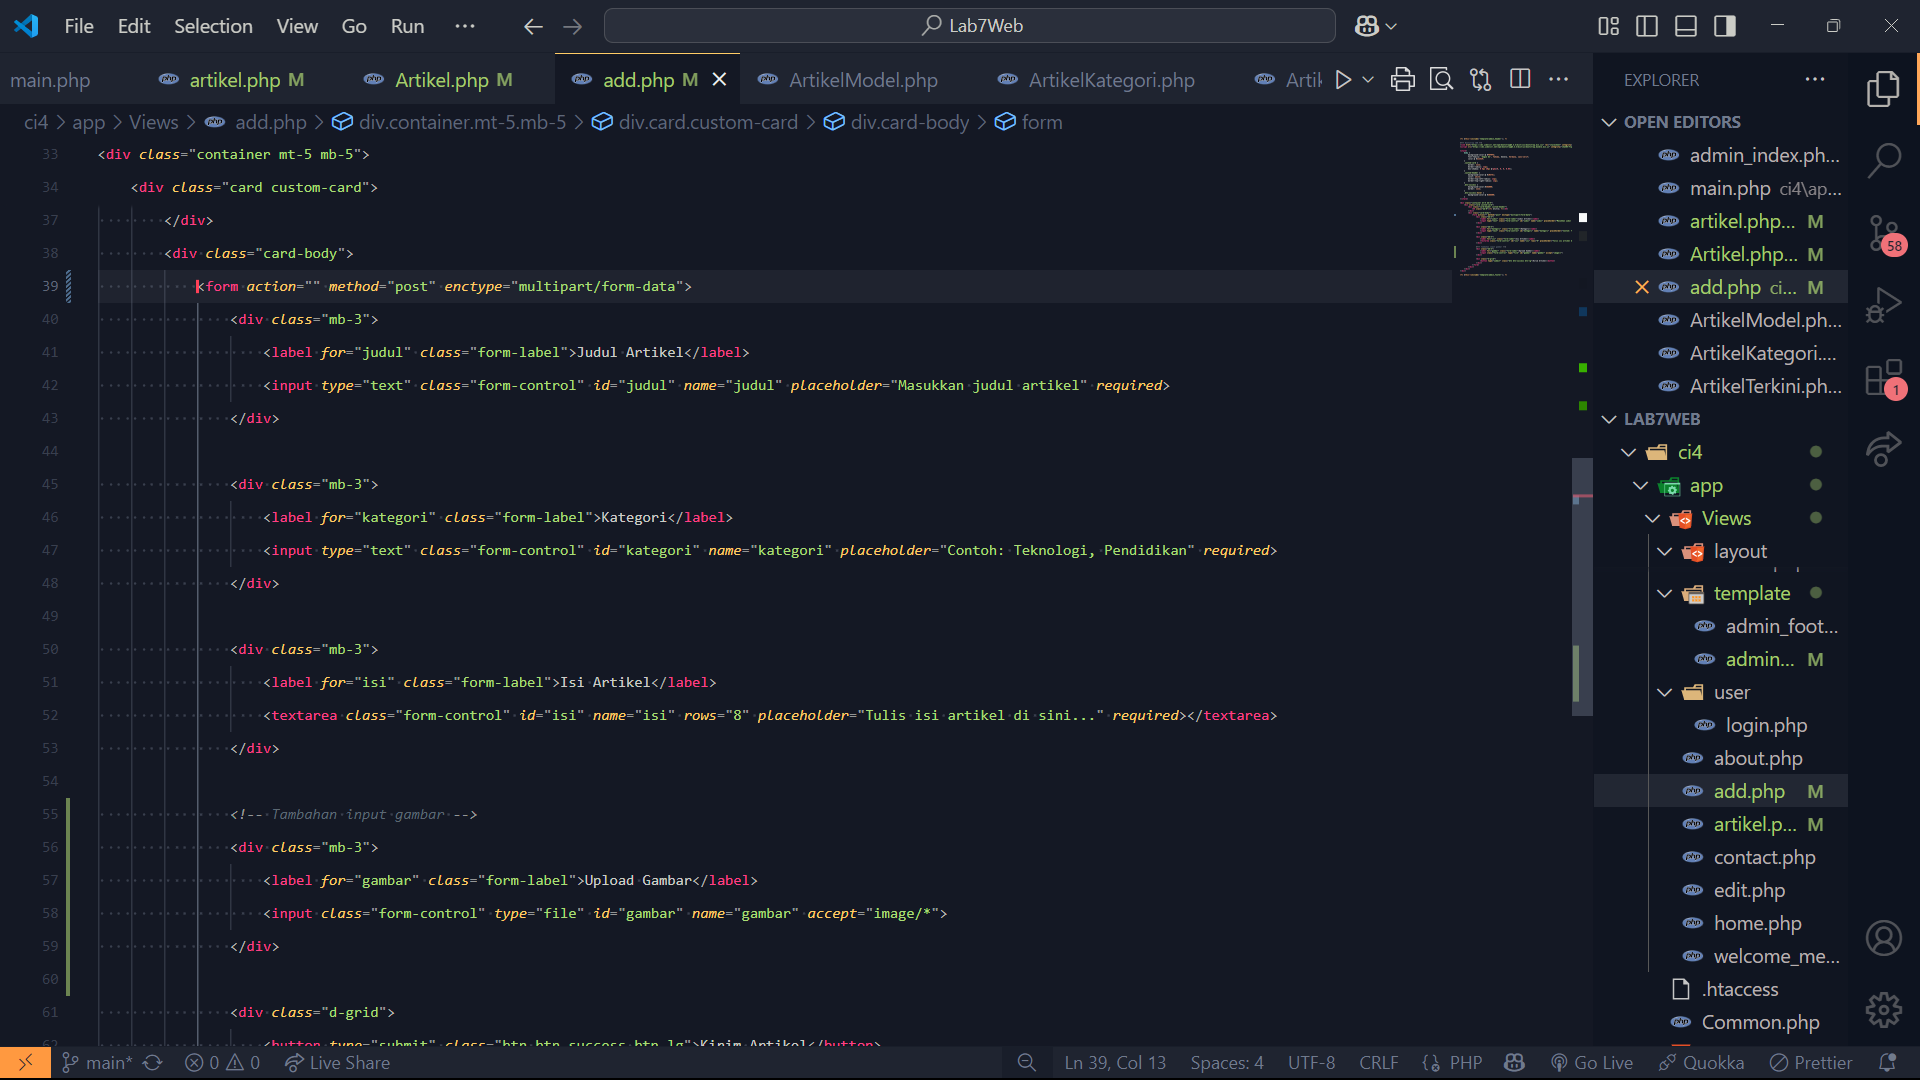 File Edit Selection View Go Run Lab7Web
main.php artikel.php M Artikel.php M add.php M ArtikelModel.php ArtikelKategori.php Artik
ci4 > app > Views > add.php > div.container.mt-5.mb-5 > div.card.custom-card > div.card-body > form
33 <div class="container mt-5 mb-5">
34 <div class="card custom-card">
37 </div>
38 <div class="card-body">
39 <form action="" method="post" enctype="multipart/form-data">
40 <div class="mb-3">
41 <label for="judul" class="form-label">Judul Artikel</label>
42 <input type="text" class="form-control" id="judul" name="judul" placeholder="Masukkan judul artikel" required>
43 </div>
44
45 <div class="mb-3">
46 <label for="kategori" class="form-label">Kategori</label>
47 <input type="text" class="form-control" id="kategori" name="kategori" placeholder="Contoh: Teknologi, Pendidikan" required>
48 </div>
49
50 <div class="mb-3">
51 <label for="isi" class="form-label">Isi Artikel</label>
52 <textarea class="form-control" id="isi" name="isi" rows="8" placeholder="Tulis isi artikel di sini..." required></textarea>
53 </div>
54
55 <!-- Tambahan input gambar -->
56 <div class="mb-3">
57 <label for="gambar" class="form-label">Upload Gambar</label>
58 <input class="form-control" type="file" id="gambar" name="gambar" accept="image/*">
59 </div>
60
61 <div class="d-grid">
62 <button type="submit" class="btn btn-success btn-lg">Kirim Artikel</button>
EXPLORER
OPEN EDITORS
admin_index.ph...
main.php ci4\ap...
artikel.php... M
Artikel.php... M
add.php ci... M
ArtikelModel.ph...
ArtikelKategori....
ArtikelTerkini.ph...
LAB7WEB
ci4
app
Views
layout
template
admin_foot...
admin... M
user
login.php
about.php
add.php M
artikel.p... M
contact.php
edit.php
home.php
welcome_me...
.htaccess
Common.php
58
1
main* 0 0 Live Share Ln 39, Col 13 Spaces: 4 UTF-8 CRLF {} PHP Go Live Quokka Prettier